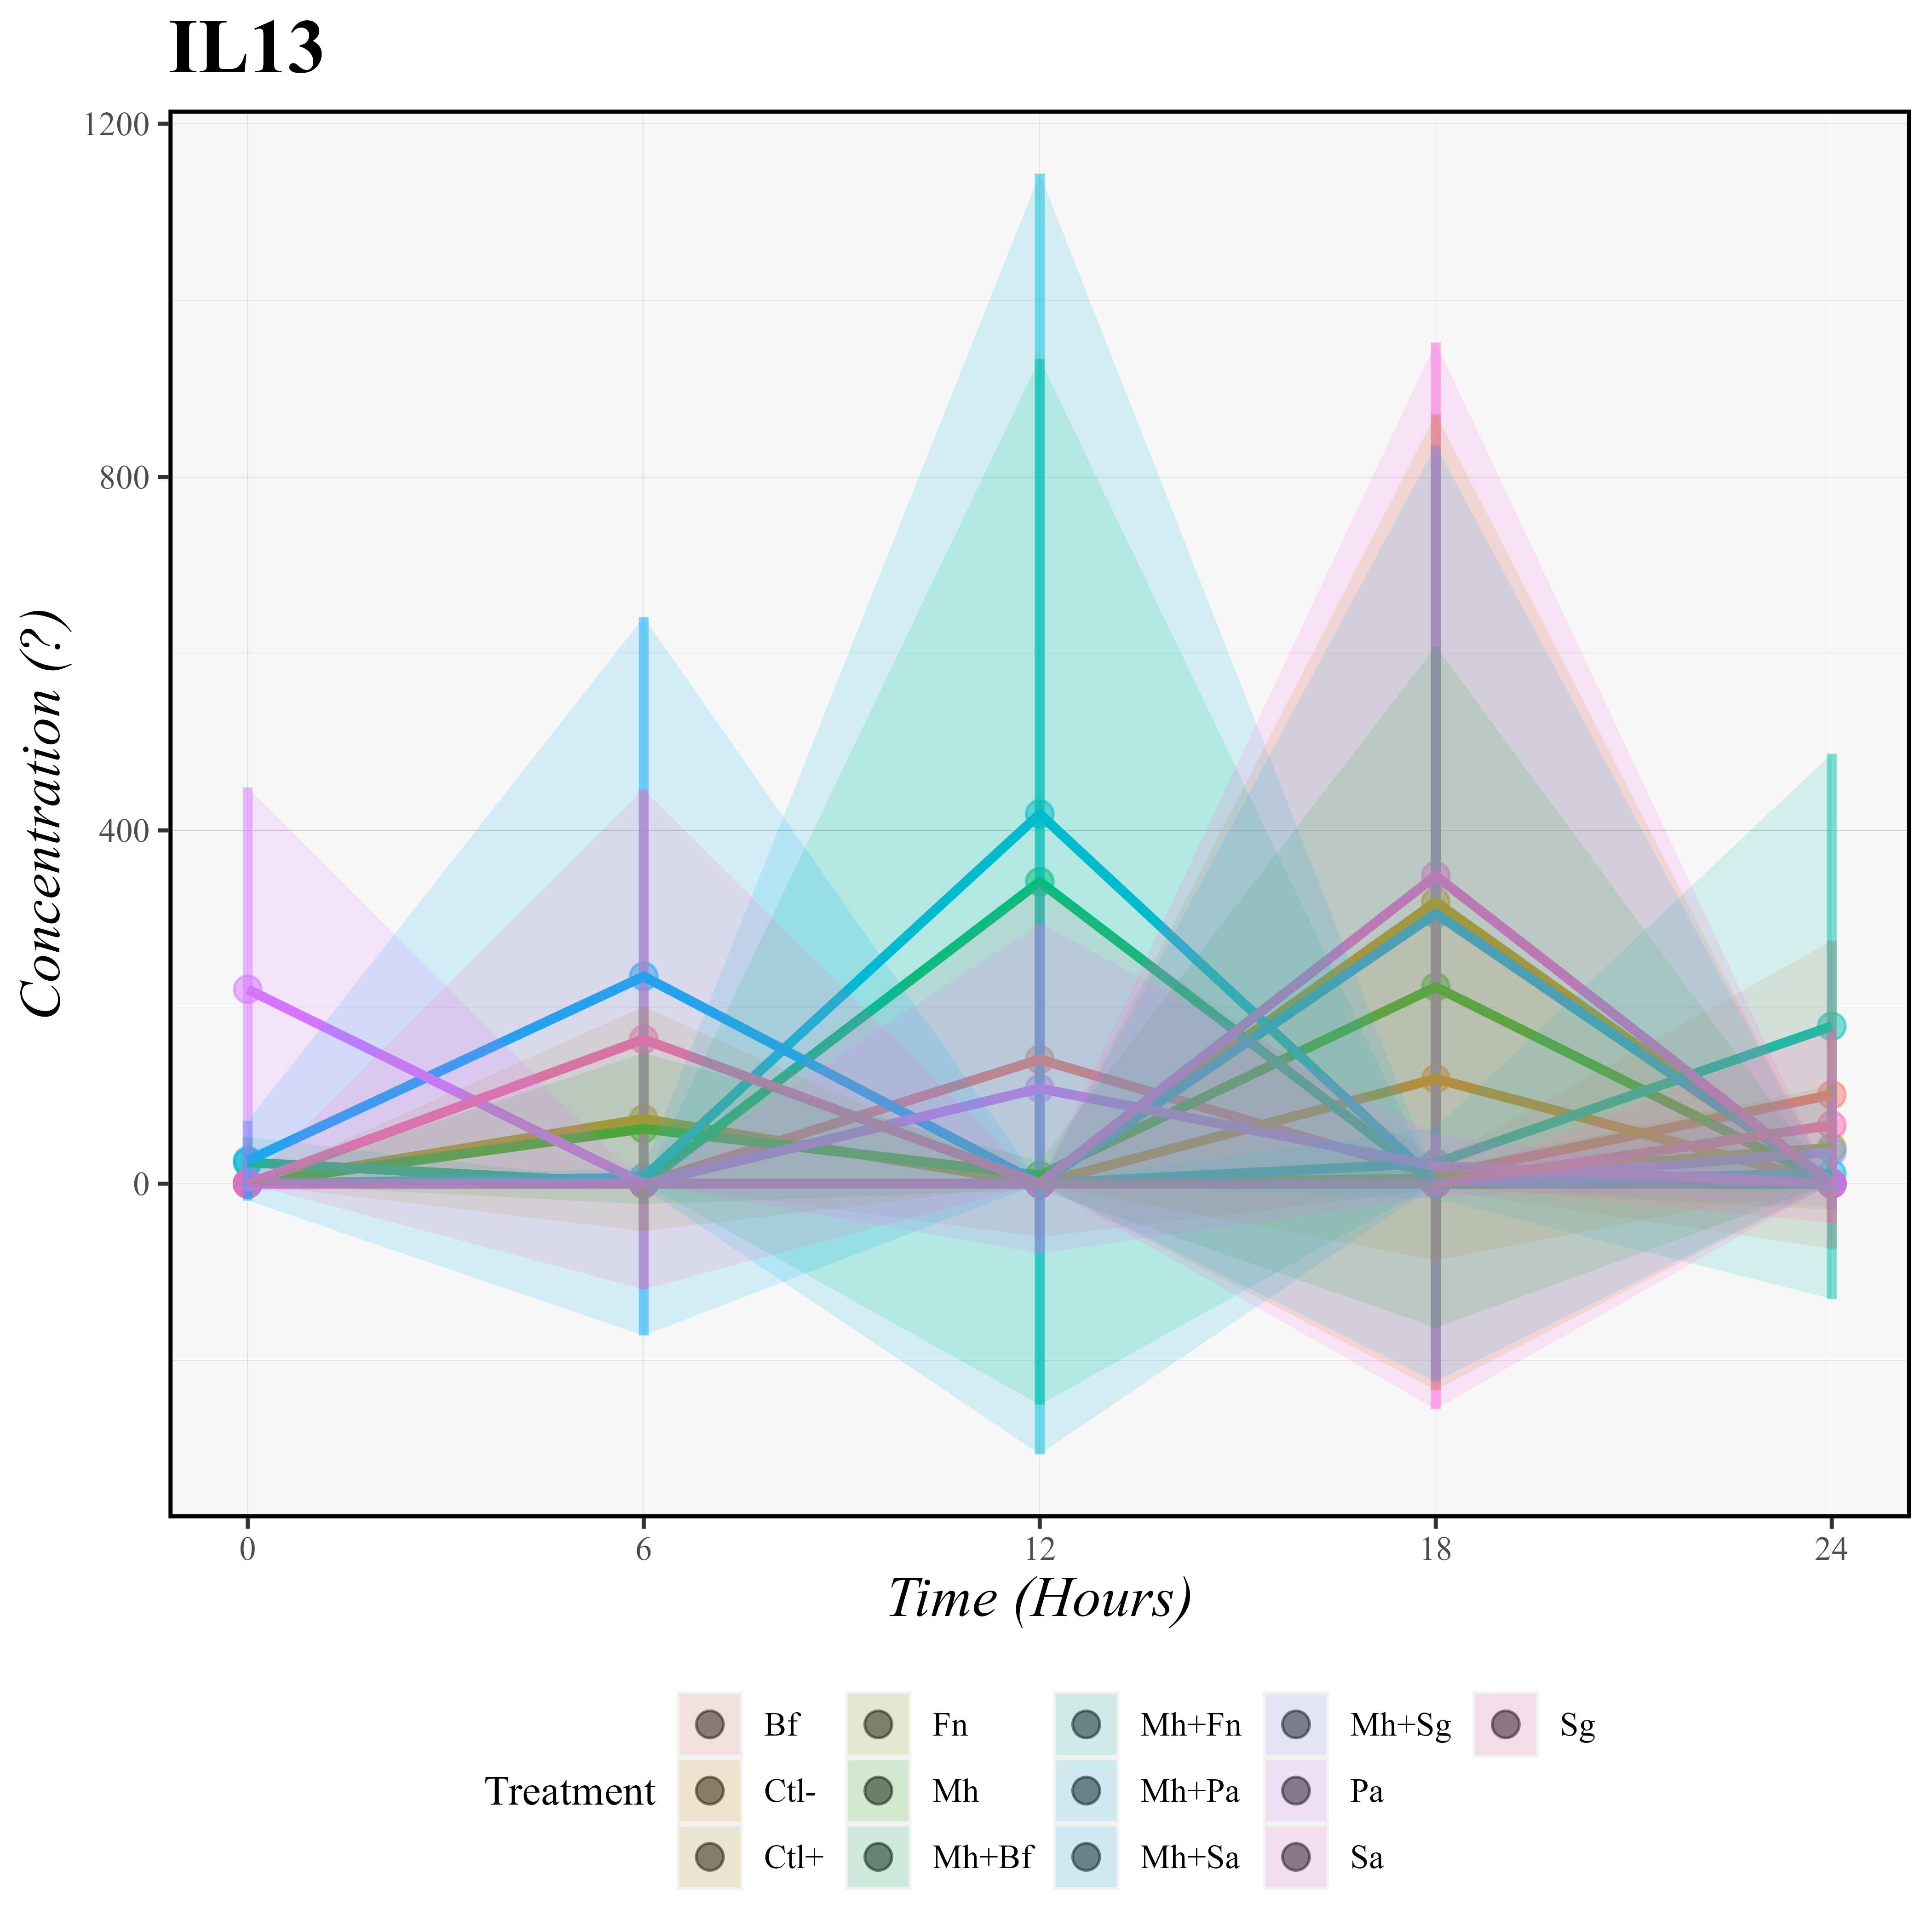 IL13
1200
800
400
0
Concentration (?)
0 6 12 18 24
Time (Hours)
Treatment
Bf Fn Mh+Fn Mh+Sg Sg
Ctl- Mh Mh+Pa Pa
Ctl+ Mh+Bf Mh+Sa Sa